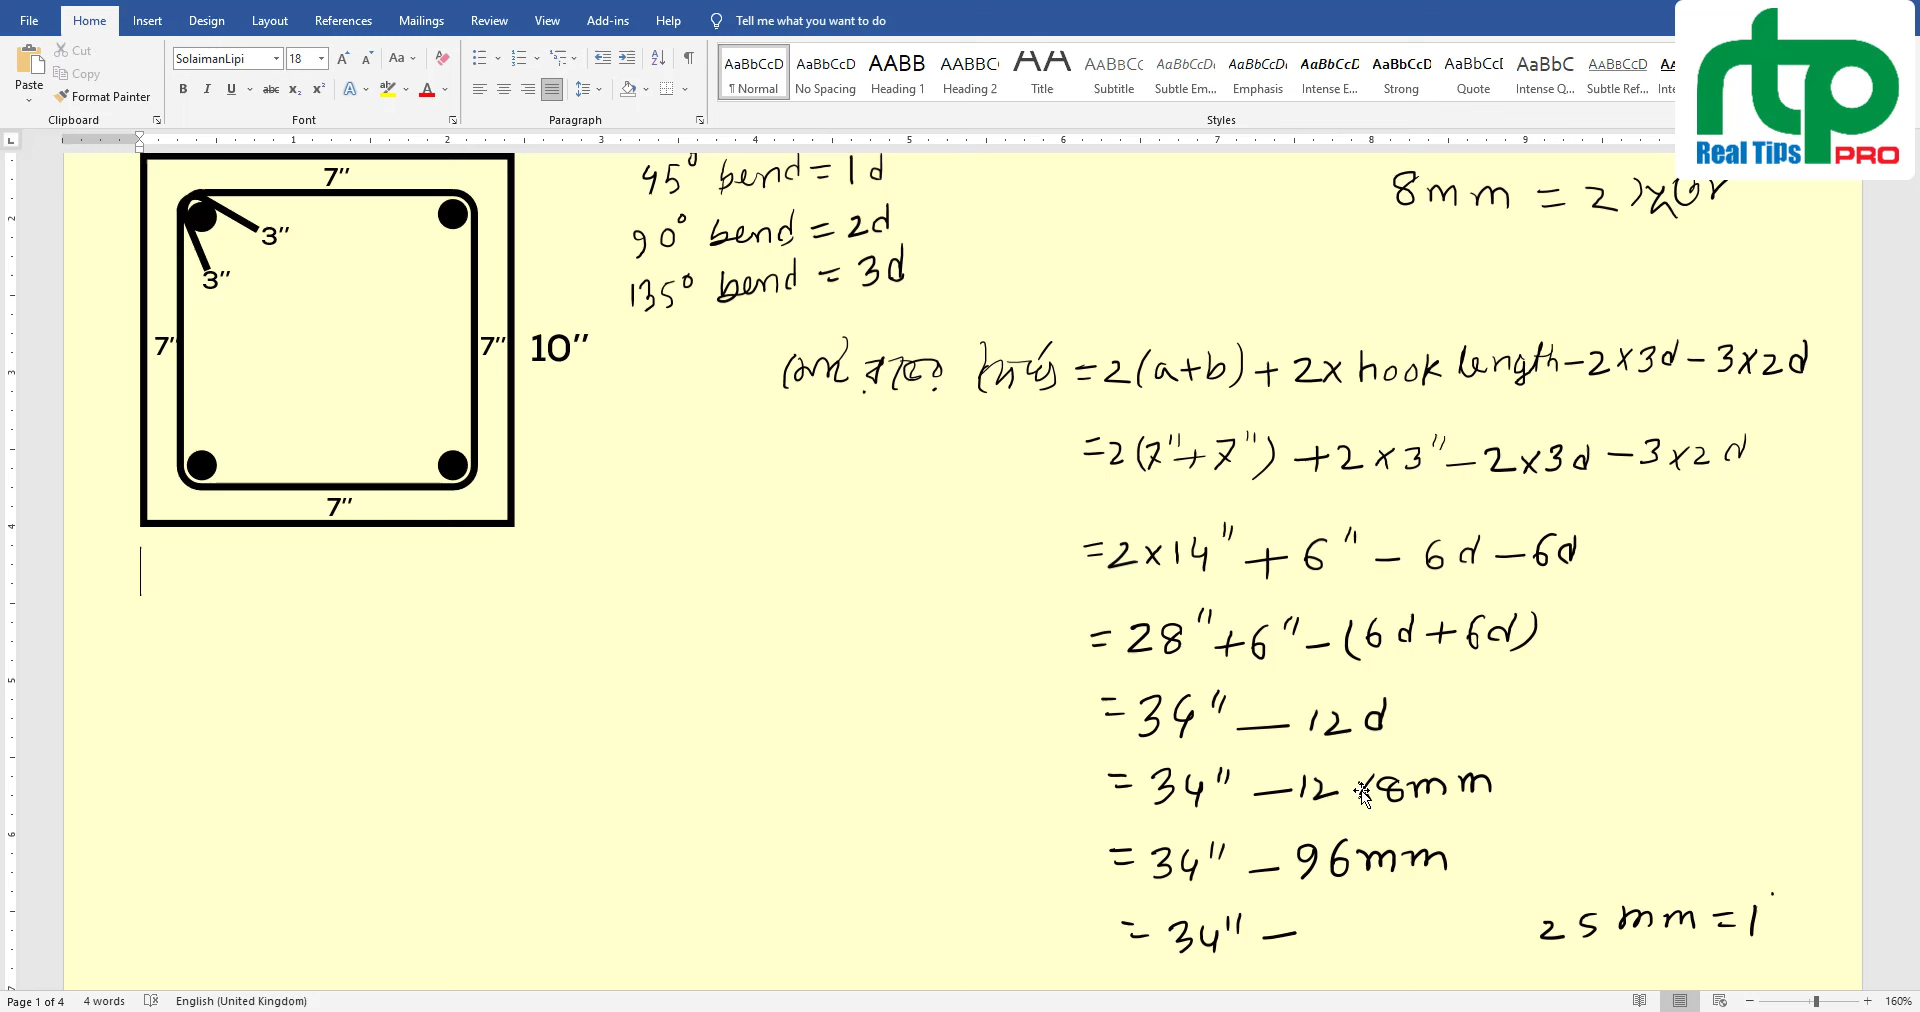 File Home Insert Design Layout References Mailings Review View Add-ins Help Tell me what you want to do
Paste Cut Copy Format Painter
SolaimanLipi 18
AaBbCcD AaBbCcD AABB AABBC AA AABBCC AaBbCcD AaBbCcD AaBbCcD AaBbCcD AaBbCcI AaBbC AABBCCD
¶ Normal No Spacing Heading 1 Heading 2 Title Subtitle Subtle Em... Emphasis Intense E... Strong Quote Intense Q... Subtle Ref...
Clipboard Font Paragraph Styles
rtp
Real Tips PRO
7"
3"
3"
7"
7"
10"
7"
45° bend = 1d
90° bend = 2d
135° bend = 3d
8mm =
= 2(a+b) + 2x hook length - 2x3d - 3x2d
= 2(7"+7") + 2x3" - 2x3d - 3x2d
= 2x14" + 6" - 6d - 6d
= 28" + 6" - (6d + 6d)
= 34" - 12d
= 34" - 12x8mm
= 34" - 96mm
= 34" -
25mm = 1"
Page 1 of 4 4 words English (United Kingdom) 160%